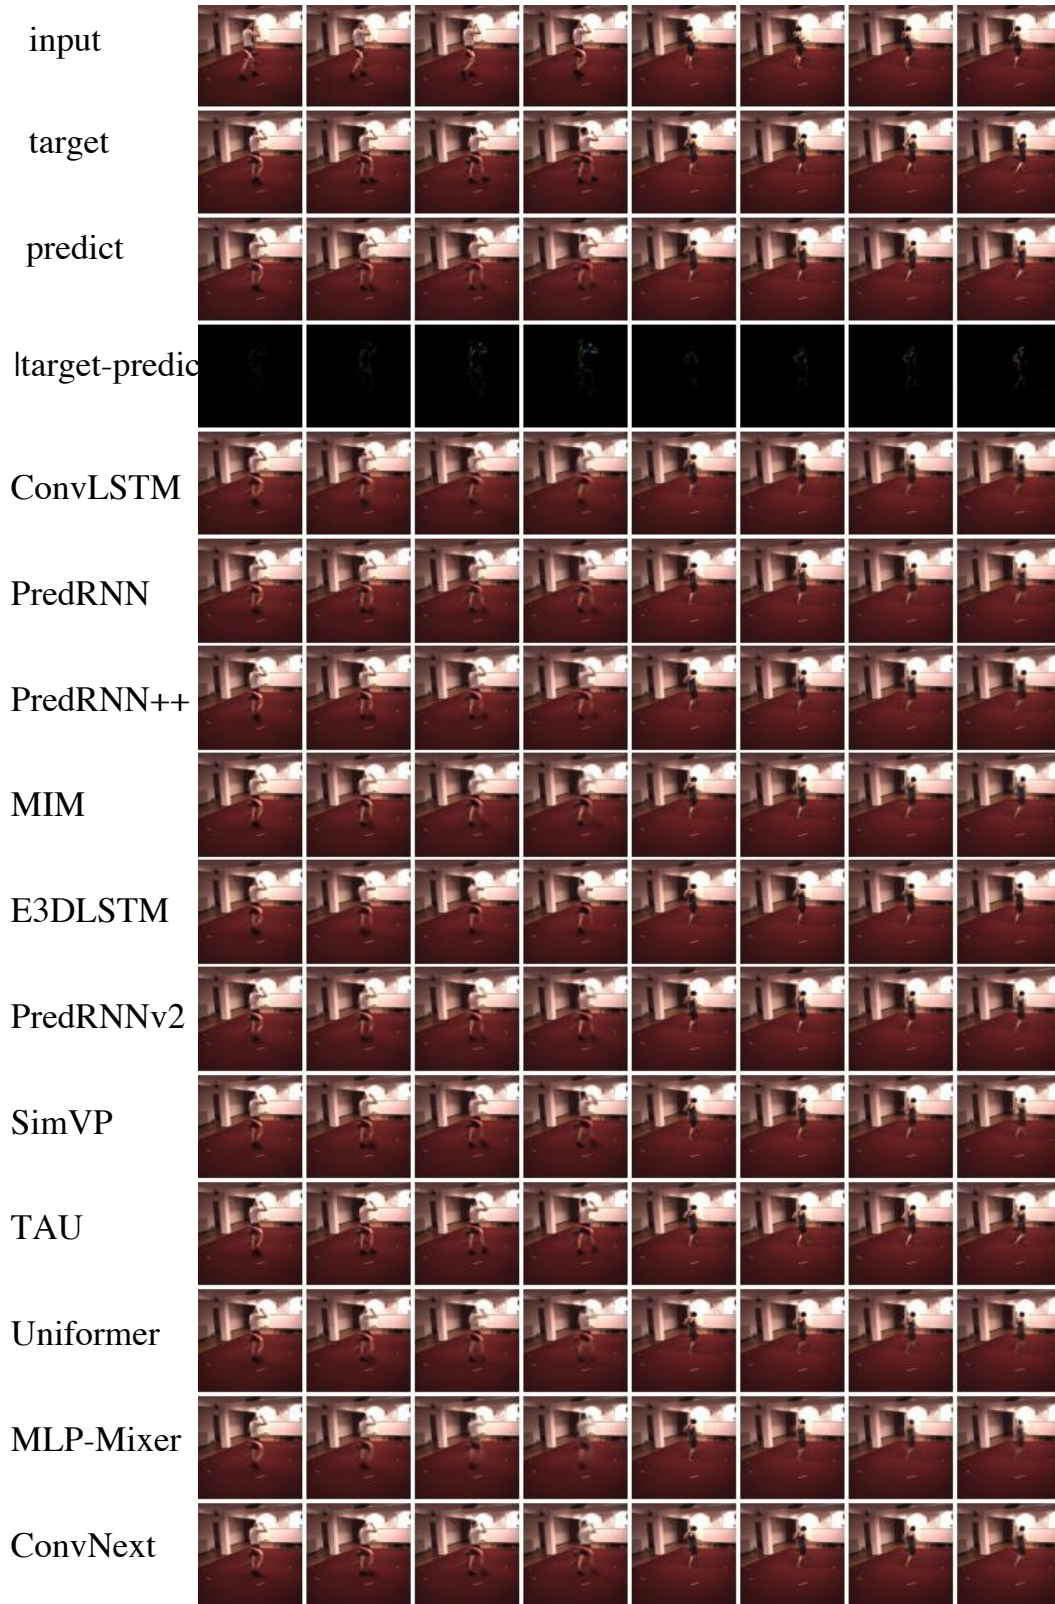 input
target
predict
|target-predic
ConvLSTM
PredRNN
PredRNN++
MIM
E3DLSTM
PredRNNv2
SimVP
TAU
Uniformer
MLP-Mixer
ConvNext